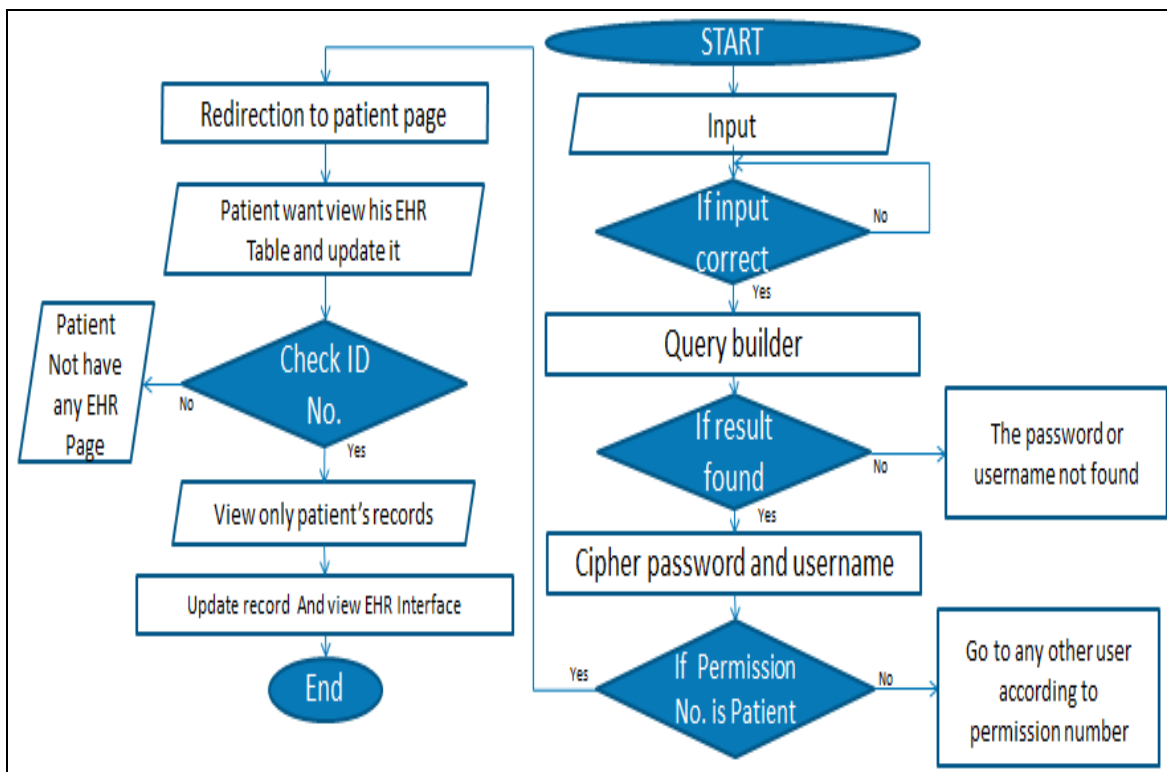 START
Input
If input
correct
No
Yes
Query builder
If result
found
No
The password or
username not found
Yes
Cipher password and username
If Permission
No. is Patient
No
Go to any other user
according to
permission number
Yes
Redirection to patient page
Patient want view his EHR
Table and update it
Check ID
No.
No
Patient
Not have
any EHR
Page
Yes
View only patient's records
Update record And view EHR Interface
End